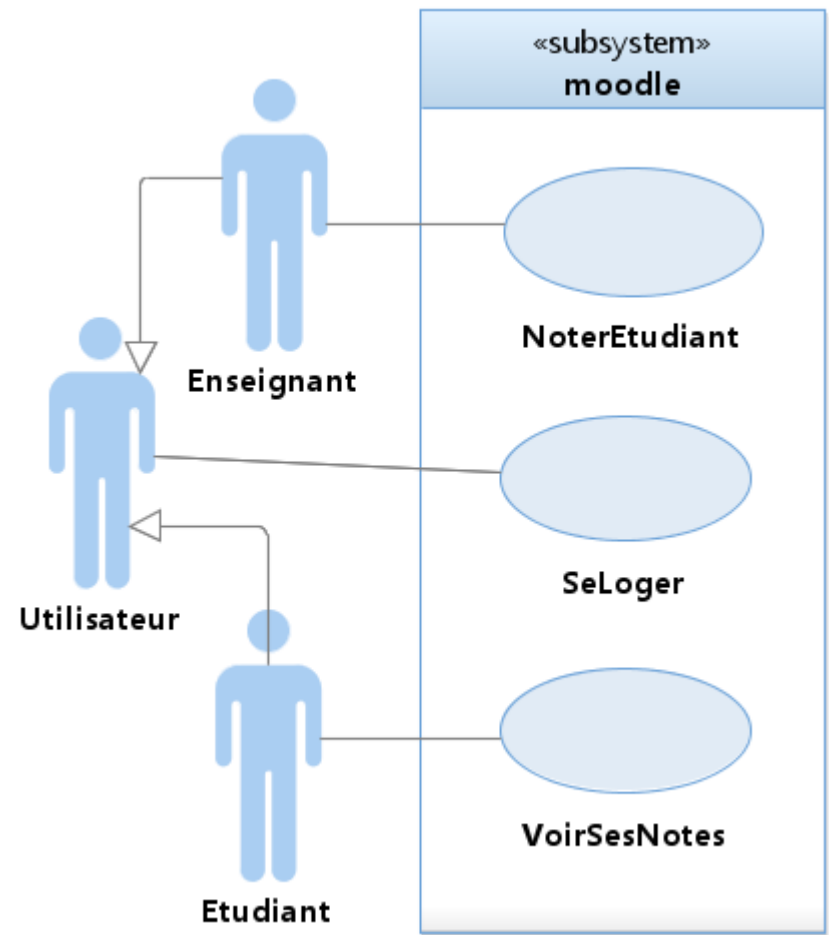 «subsystem»
moodle
NoterEtudiant
Enseignant
SeLoger
Utilisateur
VoirSesNotes
Etudiant